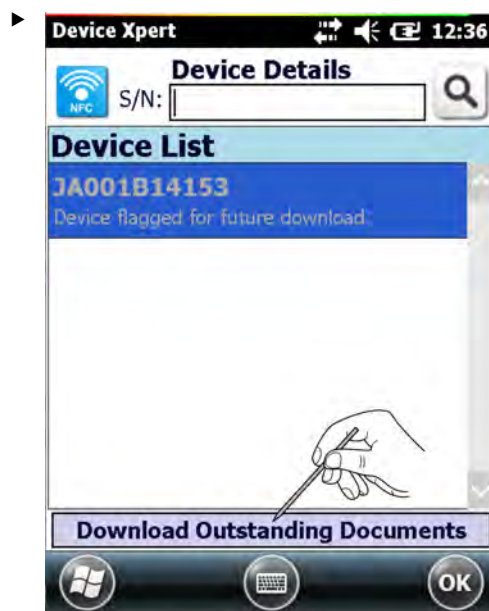 Device Xpert 12:36
Device Details
NFC S/N:
Device List
JA001B14153
Device flagged for future download.
Download Outstanding Documents
OK